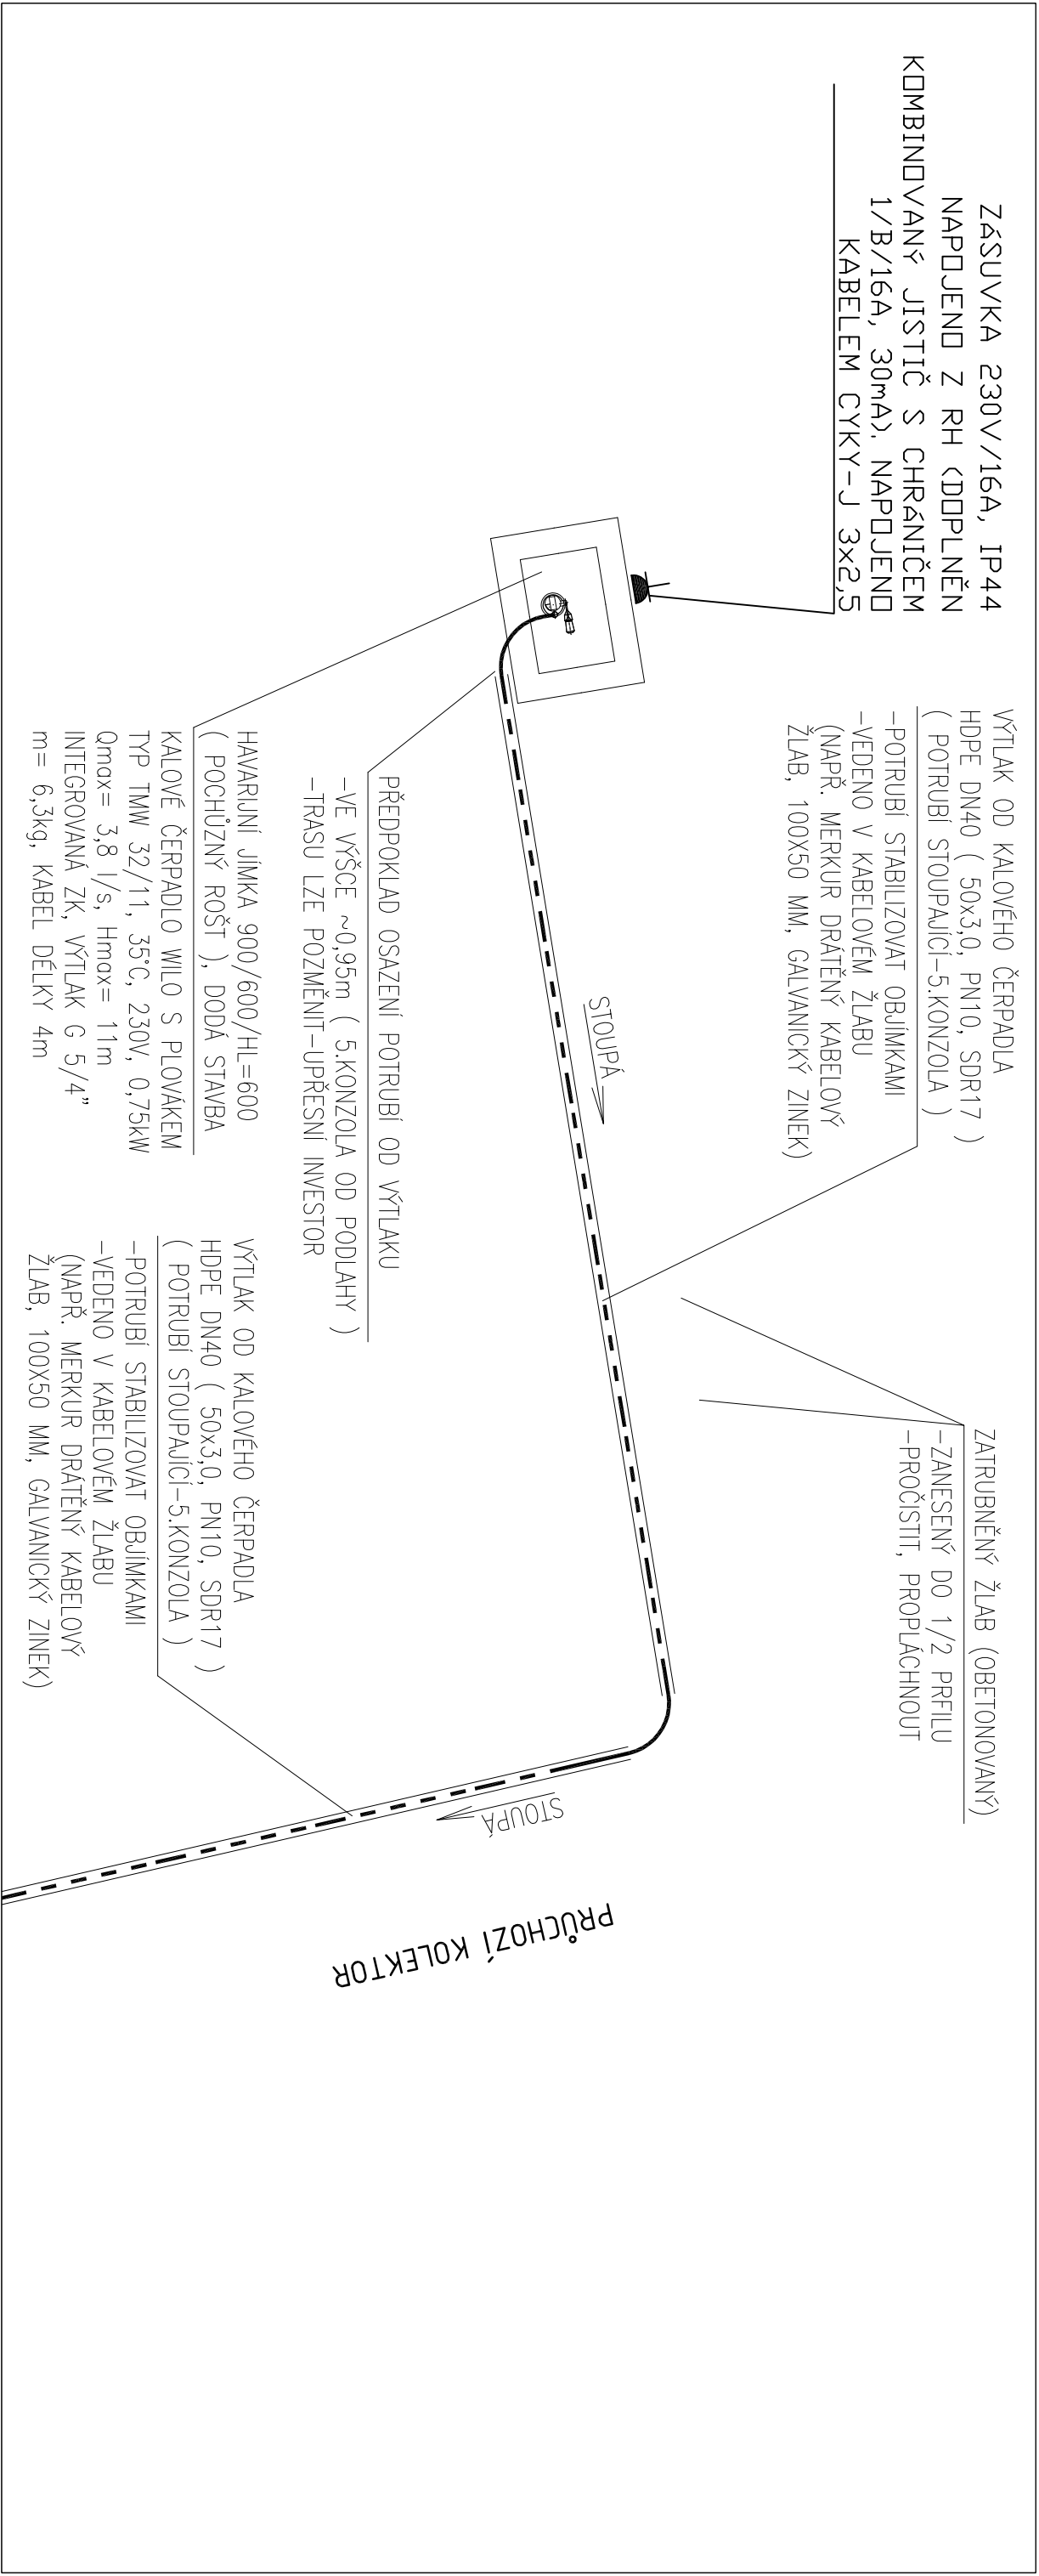 ZÁSUVKA 230V/16A, IP44
NAPOJENO Z RH (DOPLNĚN
KOMBINOVANÝ JISTIČ S CHRÁNIČEM
1/B/16A, 30mA). NAPOJENO
KABELEM CYKY-J 3x2,5
VÝTLAK OD KALOVÉHO ČERPADLA
HDPE DN40 ( 50x3,0, PN10, SDR17 )
( POTRUBÍ STOUPAJÍCÍ-5.KONZOLA )
-POTRUBÍ STABILIZOVAT OBJÍMKAMI
-VEDENO V KABELOVÉM ŽLABU
(NAPŘ. MERKUR DRÁTĚNÝ KABELOVÝ
ŽLAB, 100X50 MM, GALVANICKÝ ZINEK)
ZATRUBNĚNÝ ŽLAB (OBETONOVANÝ)
-ZANESENÝ DO 1/2 PRFILU
-PROČISTIT, PROPLÁCHNOUT
STOUPÁ
PŘEDPOKLAD OSAZENÍ POTRUBÍ OD VÝTLAKU
-VE VÝŠCE ~0,95m ( 5.KONZOLA OD PODLAHY )
-TRASU LZE POZMĚNIT-UPŘESNÍ INVESTOR
HAVARIJNÍ JÍMKA 900/600/HL=600
( POCHŮZNÝ ROŠT ), DODÁ STAVBA
KALOVÉ ČERPADLO WILO S PLOVÁKEM
TYP TMW 32/11, 35°C, 230V, 0,75kW
Qmax= 3,8 l/s, Hmax= 11m
INTEGROVANÁ ZK, VÝTLAK G 5/4"
m= 6,3kg, KABEL DÉLKY 4m
VÝTLAK OD KALOVÉHO ČERPADLA
HDPE DN40 ( 50x3,0, PN10, SDR17 )
( POTRUBÍ STOUPAJÍCÍ-5.KONZOLA )
-POTRUBÍ STABILIZOVAT OBJÍMKAMI
-VEDENO V KABELOVÉM ŽLABU
(NAPŘ. MERKUR DRÁTĚNÝ KABELOVÝ
ŽLAB, 100X50 MM, GALVANICKÝ ZINEK)
STOUPÁ
PRŮCHOZÍ KOLEKTOR